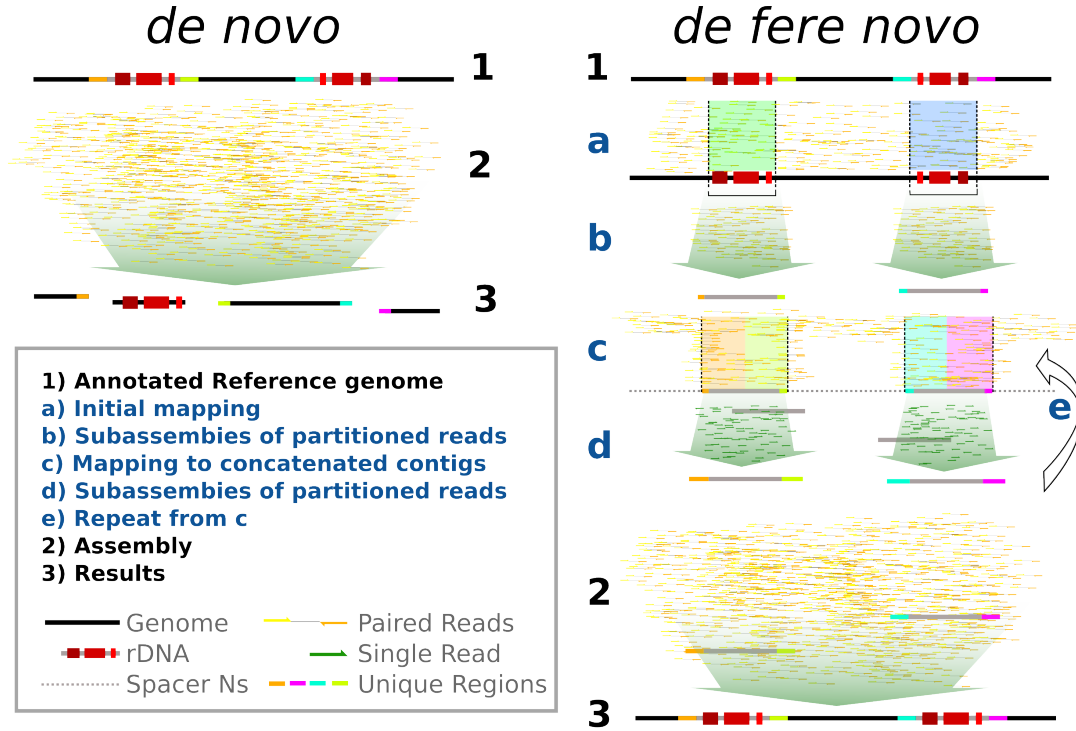 de novo
1
2
3
1) Annotated Reference genome
a) Initial mapping
b) Subassembies of partitioned reads
c) Mapping to concatenated contigs
d) Subassembies of partitioned reads
e) Repeat from c
2) Assembly
3) Results
Genome
Paired Reads
rDNA
Single Read
Spacer Ns
Unique Regions
de fere novo
1
a
b
c
e
d
2
3